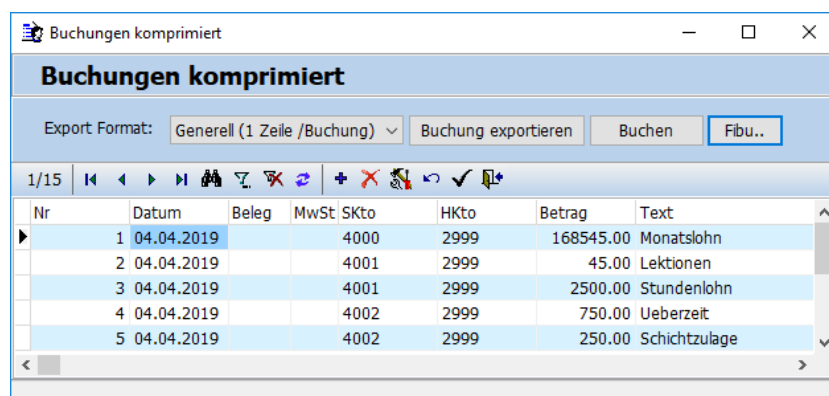 Buchungen komprimiert
Buchungen komprimiert
Export Format: Generell (1 Zeile /Buchung) Buchung exportieren Buchen Fibu..
1/15
Nr Datum Beleg MwSt SKto HKto Betrag Text
1 04.04.2019 4000 2999 168545.00 Monatslohn
2 04.04.2019 4001 2999 45.00 Lektionen
3 04.04.2019 4001 2999 2500.00 Stundenlohn
4 04.04.2019 4002 2999 750.00 Ueberzeit
5 04.04.2019 4002 2999 250.00 Schichtzulage